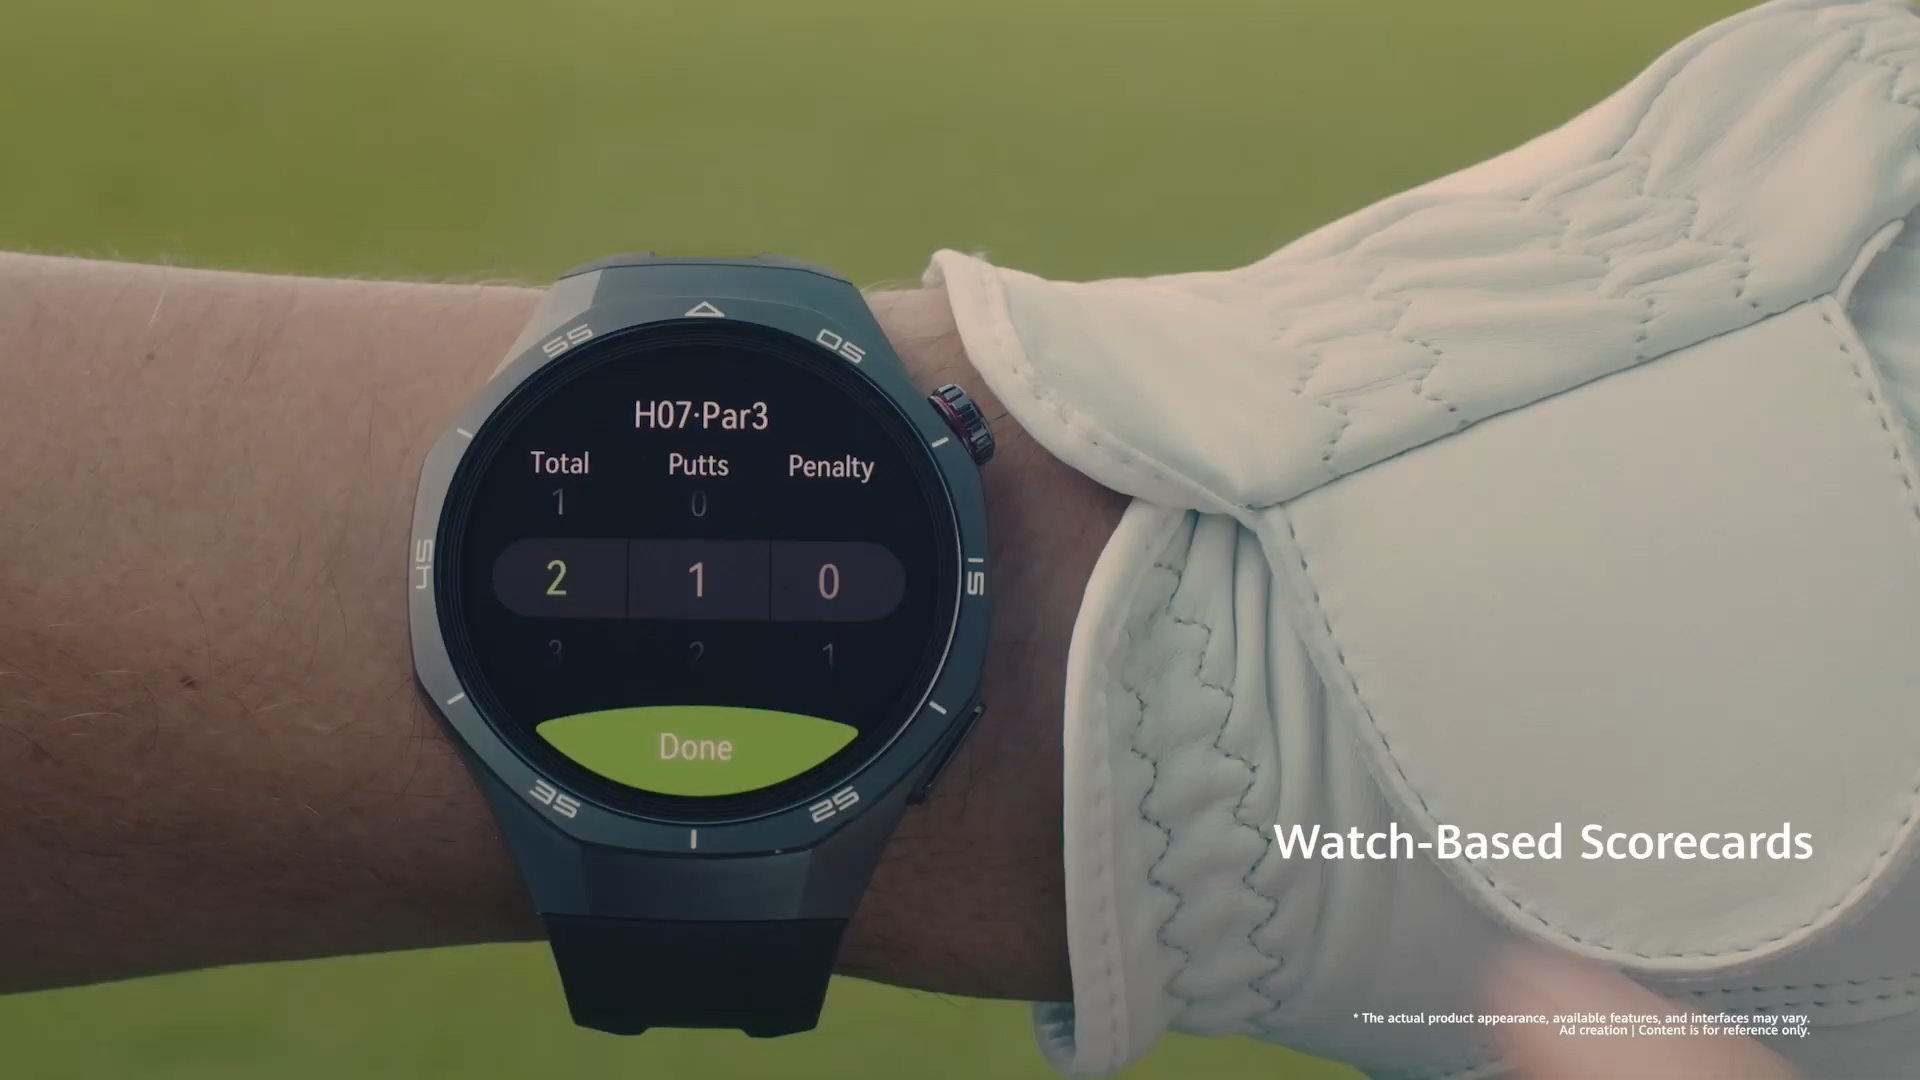 55
05
H07·Par3
Total Putts Penalty
1 0
45
2 1 0
15
3 2 1
Done
35
25
Watch-Based Scorecards
* The actual product appearance, available features, and interfaces may vary.
Ad creation | Content is for reference only.